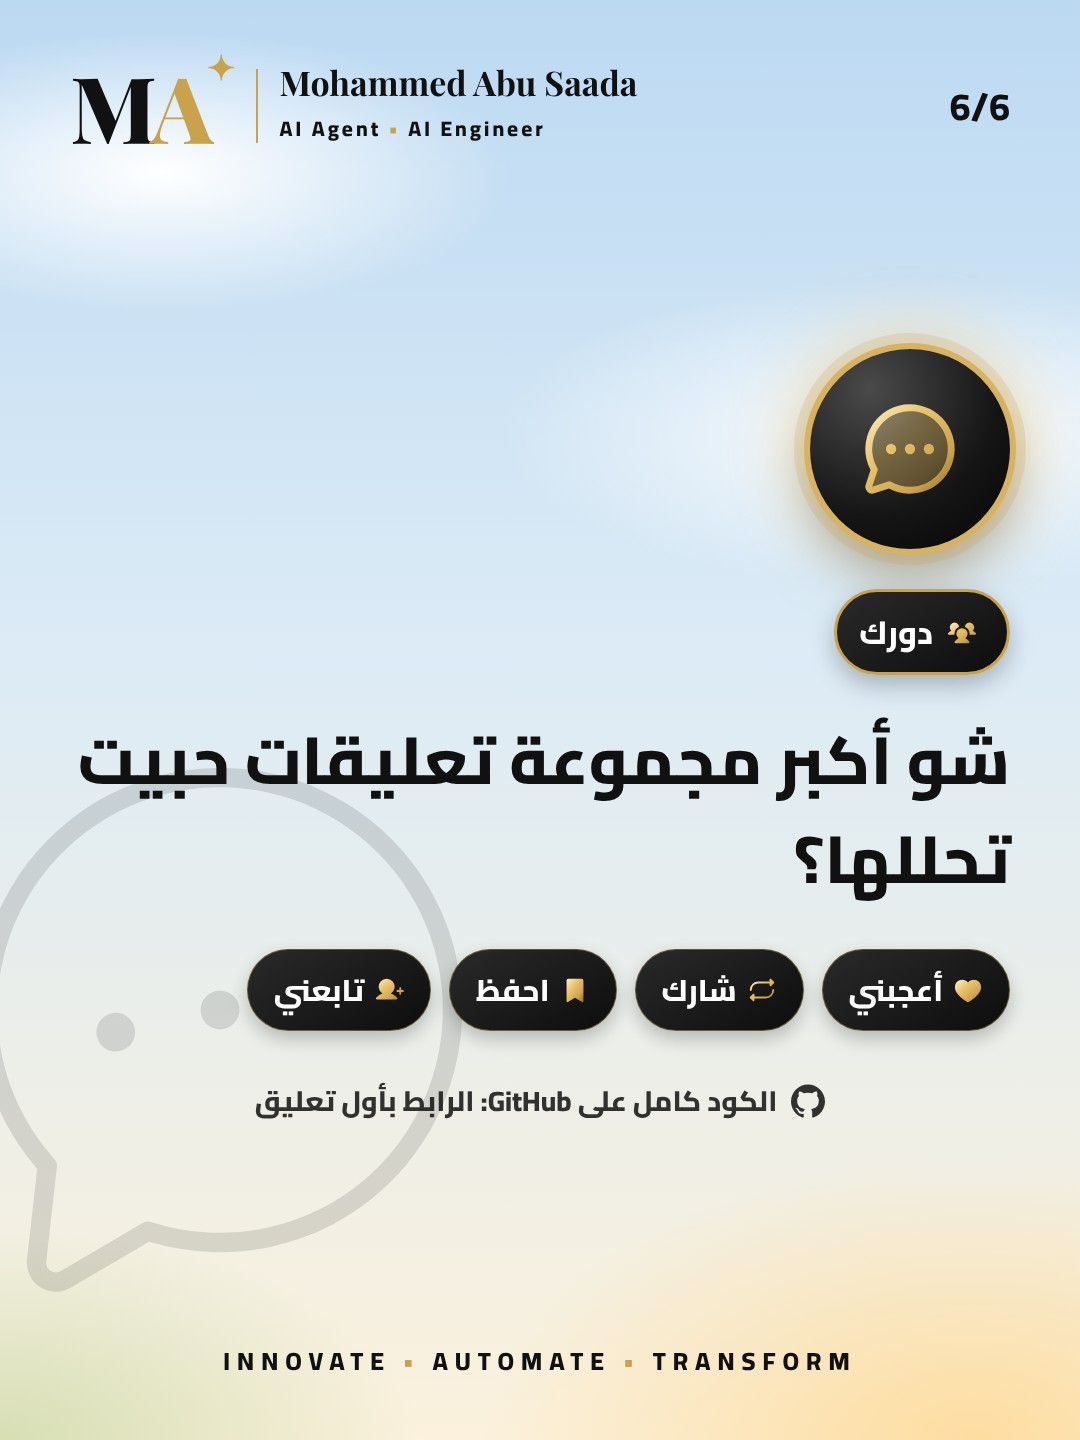 MA
Mohammed Abu Saada
AI Agent ▪ AI Engineer
6/6
دورك
شو أكبر مجموعة تعليقات حبيت
تحللها؟
أعجبني
شارك
احفظ
تابعني
الكود كامل على GitHub: الرابط بأول تعليق
INNOVATE ▪ AUTOMATE ▪ TRANSFORM